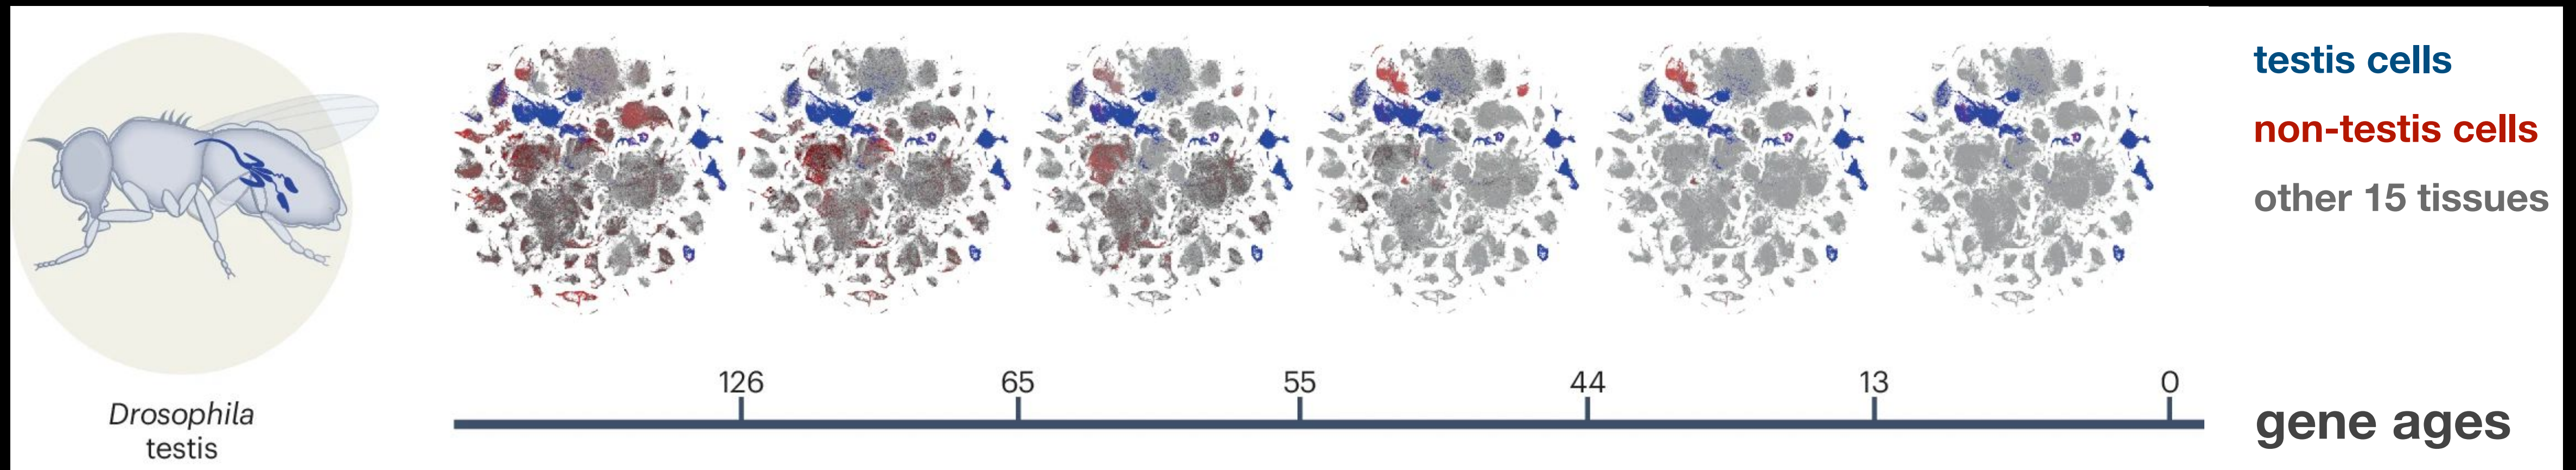 testis cells
non-testis cells
other 15 tissues
126 65 55 44 13 0
gene ages
Drosophila
testis